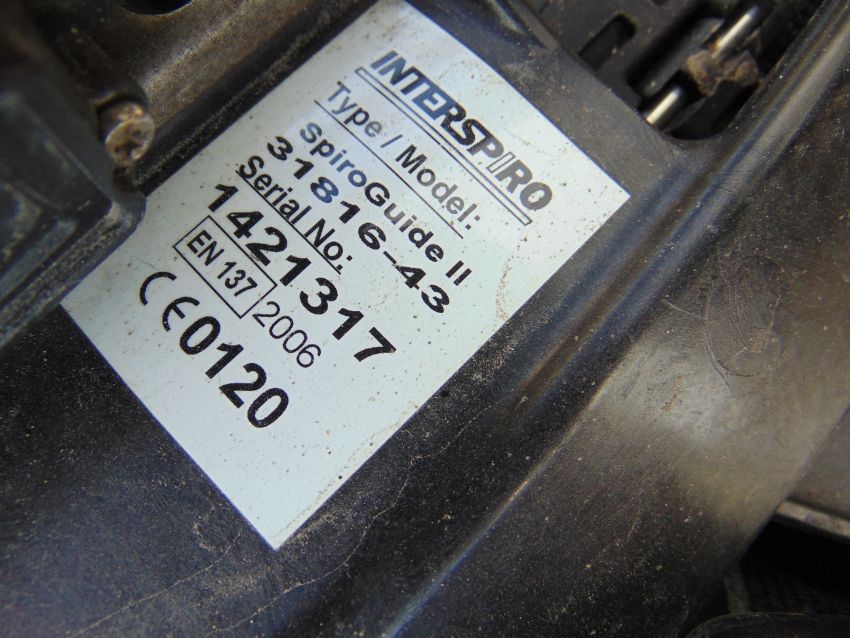 INTERSPIRO
Type / Model:
SpiroGuide II
31816-43
Serial No:
1421317
EN 137 2006
CE0120